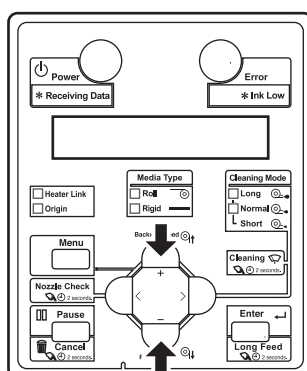 Power
Error
* Receiving Data
* Ink Low
Media Type
Roll
Rigid
Cleaning Mode
Long
Normal
Short
Heater Link
Origin
Menu
Cleaning
2 seconds.
Nozzle Check
2 seconds.
+
−
Pause
Cancel
2 seconds.
Enter
Long Feed
2 seconds.